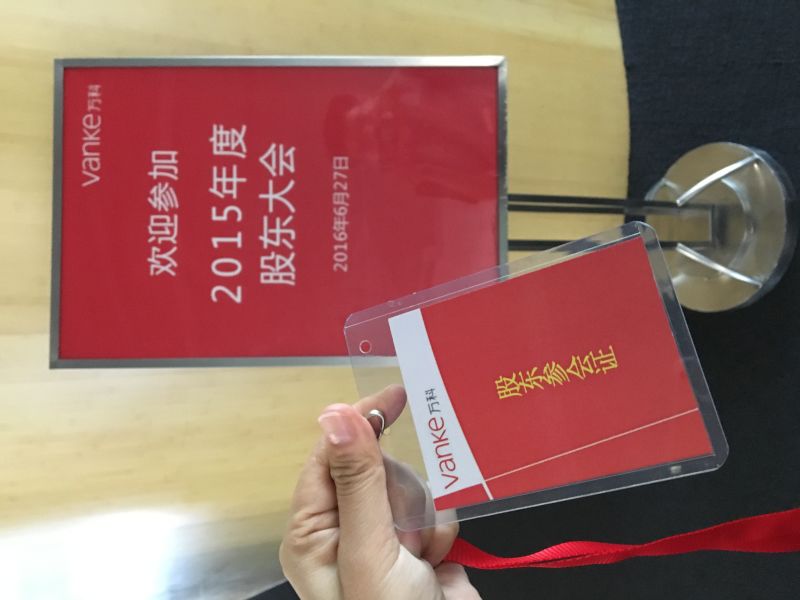 vanke万科
欢迎参加
2015年度
股东大会
2016年6月27日
vanke万科
股东参会证